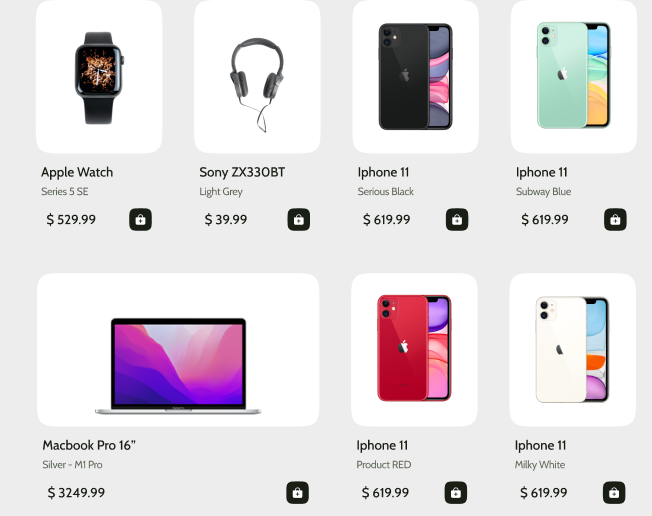 Apple Watch
Series 5 SE
$ 529.99
Sony ZX330BT
Light Grey
$ 39.99
Iphone 11
Serious Black
$ 619.99
Iphone 11
Subway Blue
$ 619.99
Macbook Pro 16”
Silver - M1 Pro
$ 3249.99
Iphone 11
Product RED
$ 619.99
Iphone 11
Milky White
$ 619.99